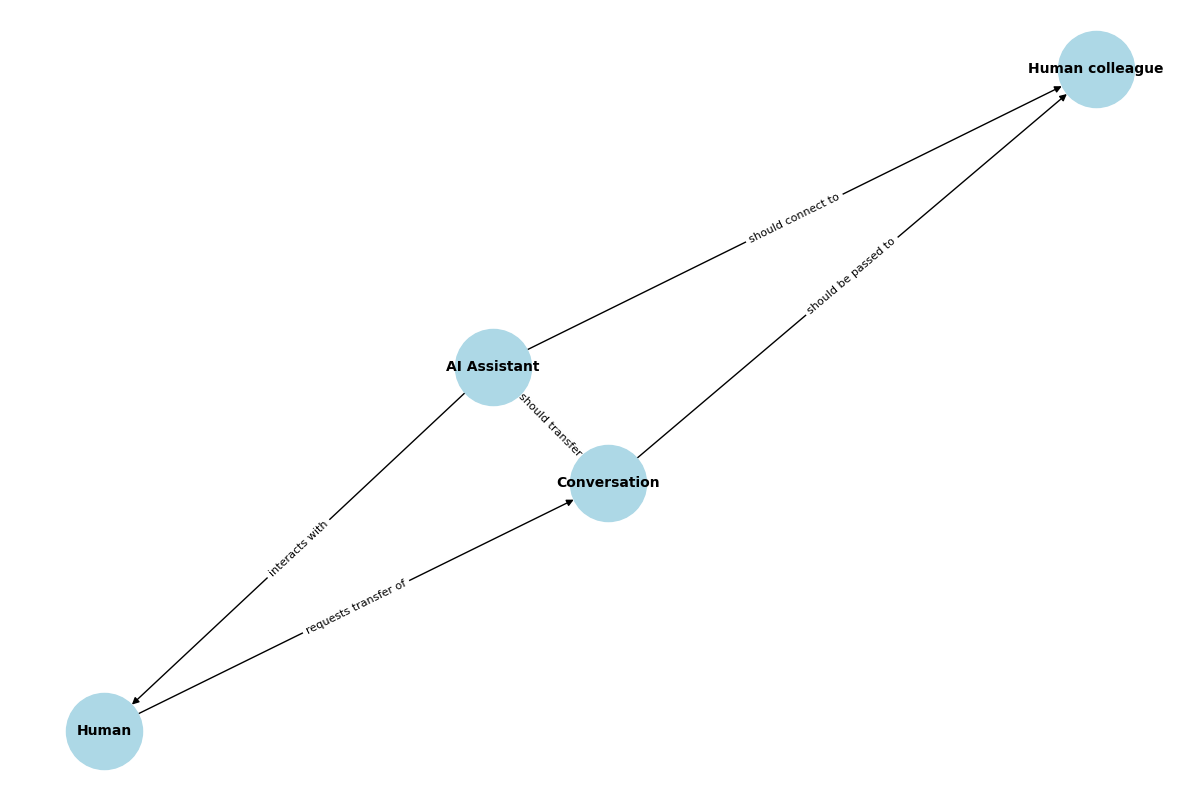 Human colleague
should connect to
should be passed to
AI Assistant
should transfer
Conversation
interacts with
requests transfer of
Human